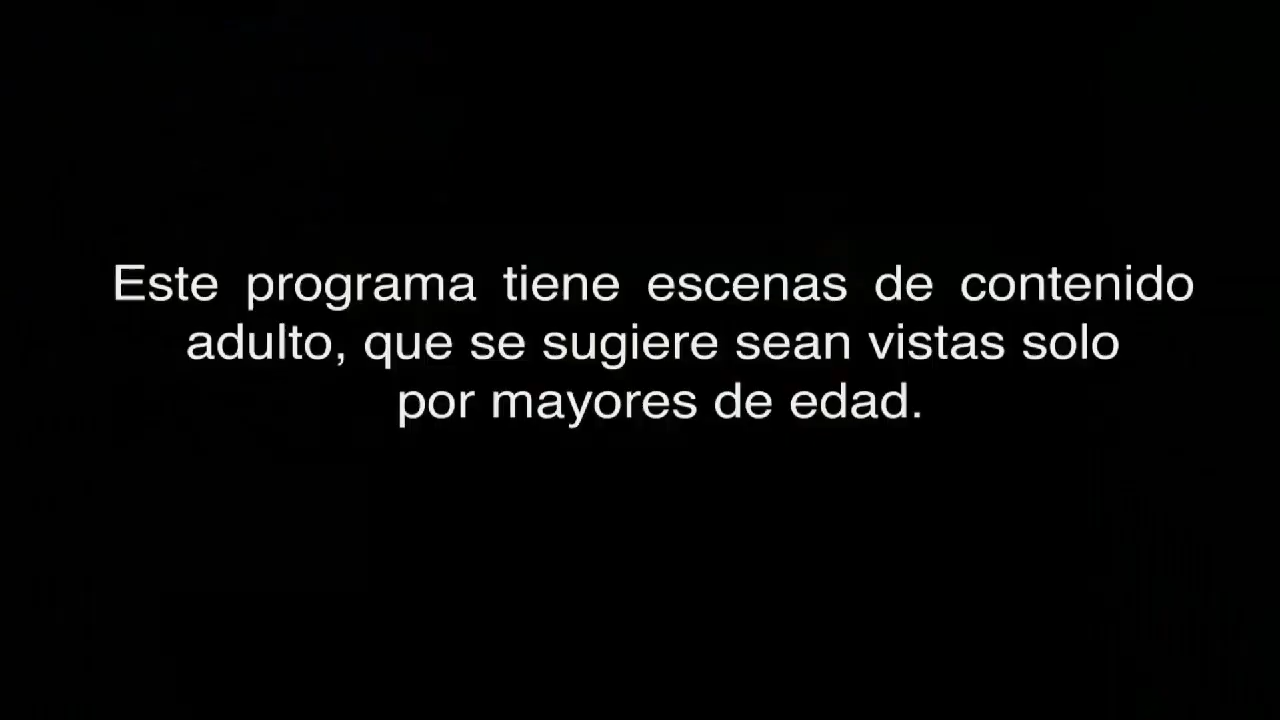 Este programa tiene escenas de contenido
adulto, que se sugiere sean vistas solo
por mayores de edad.